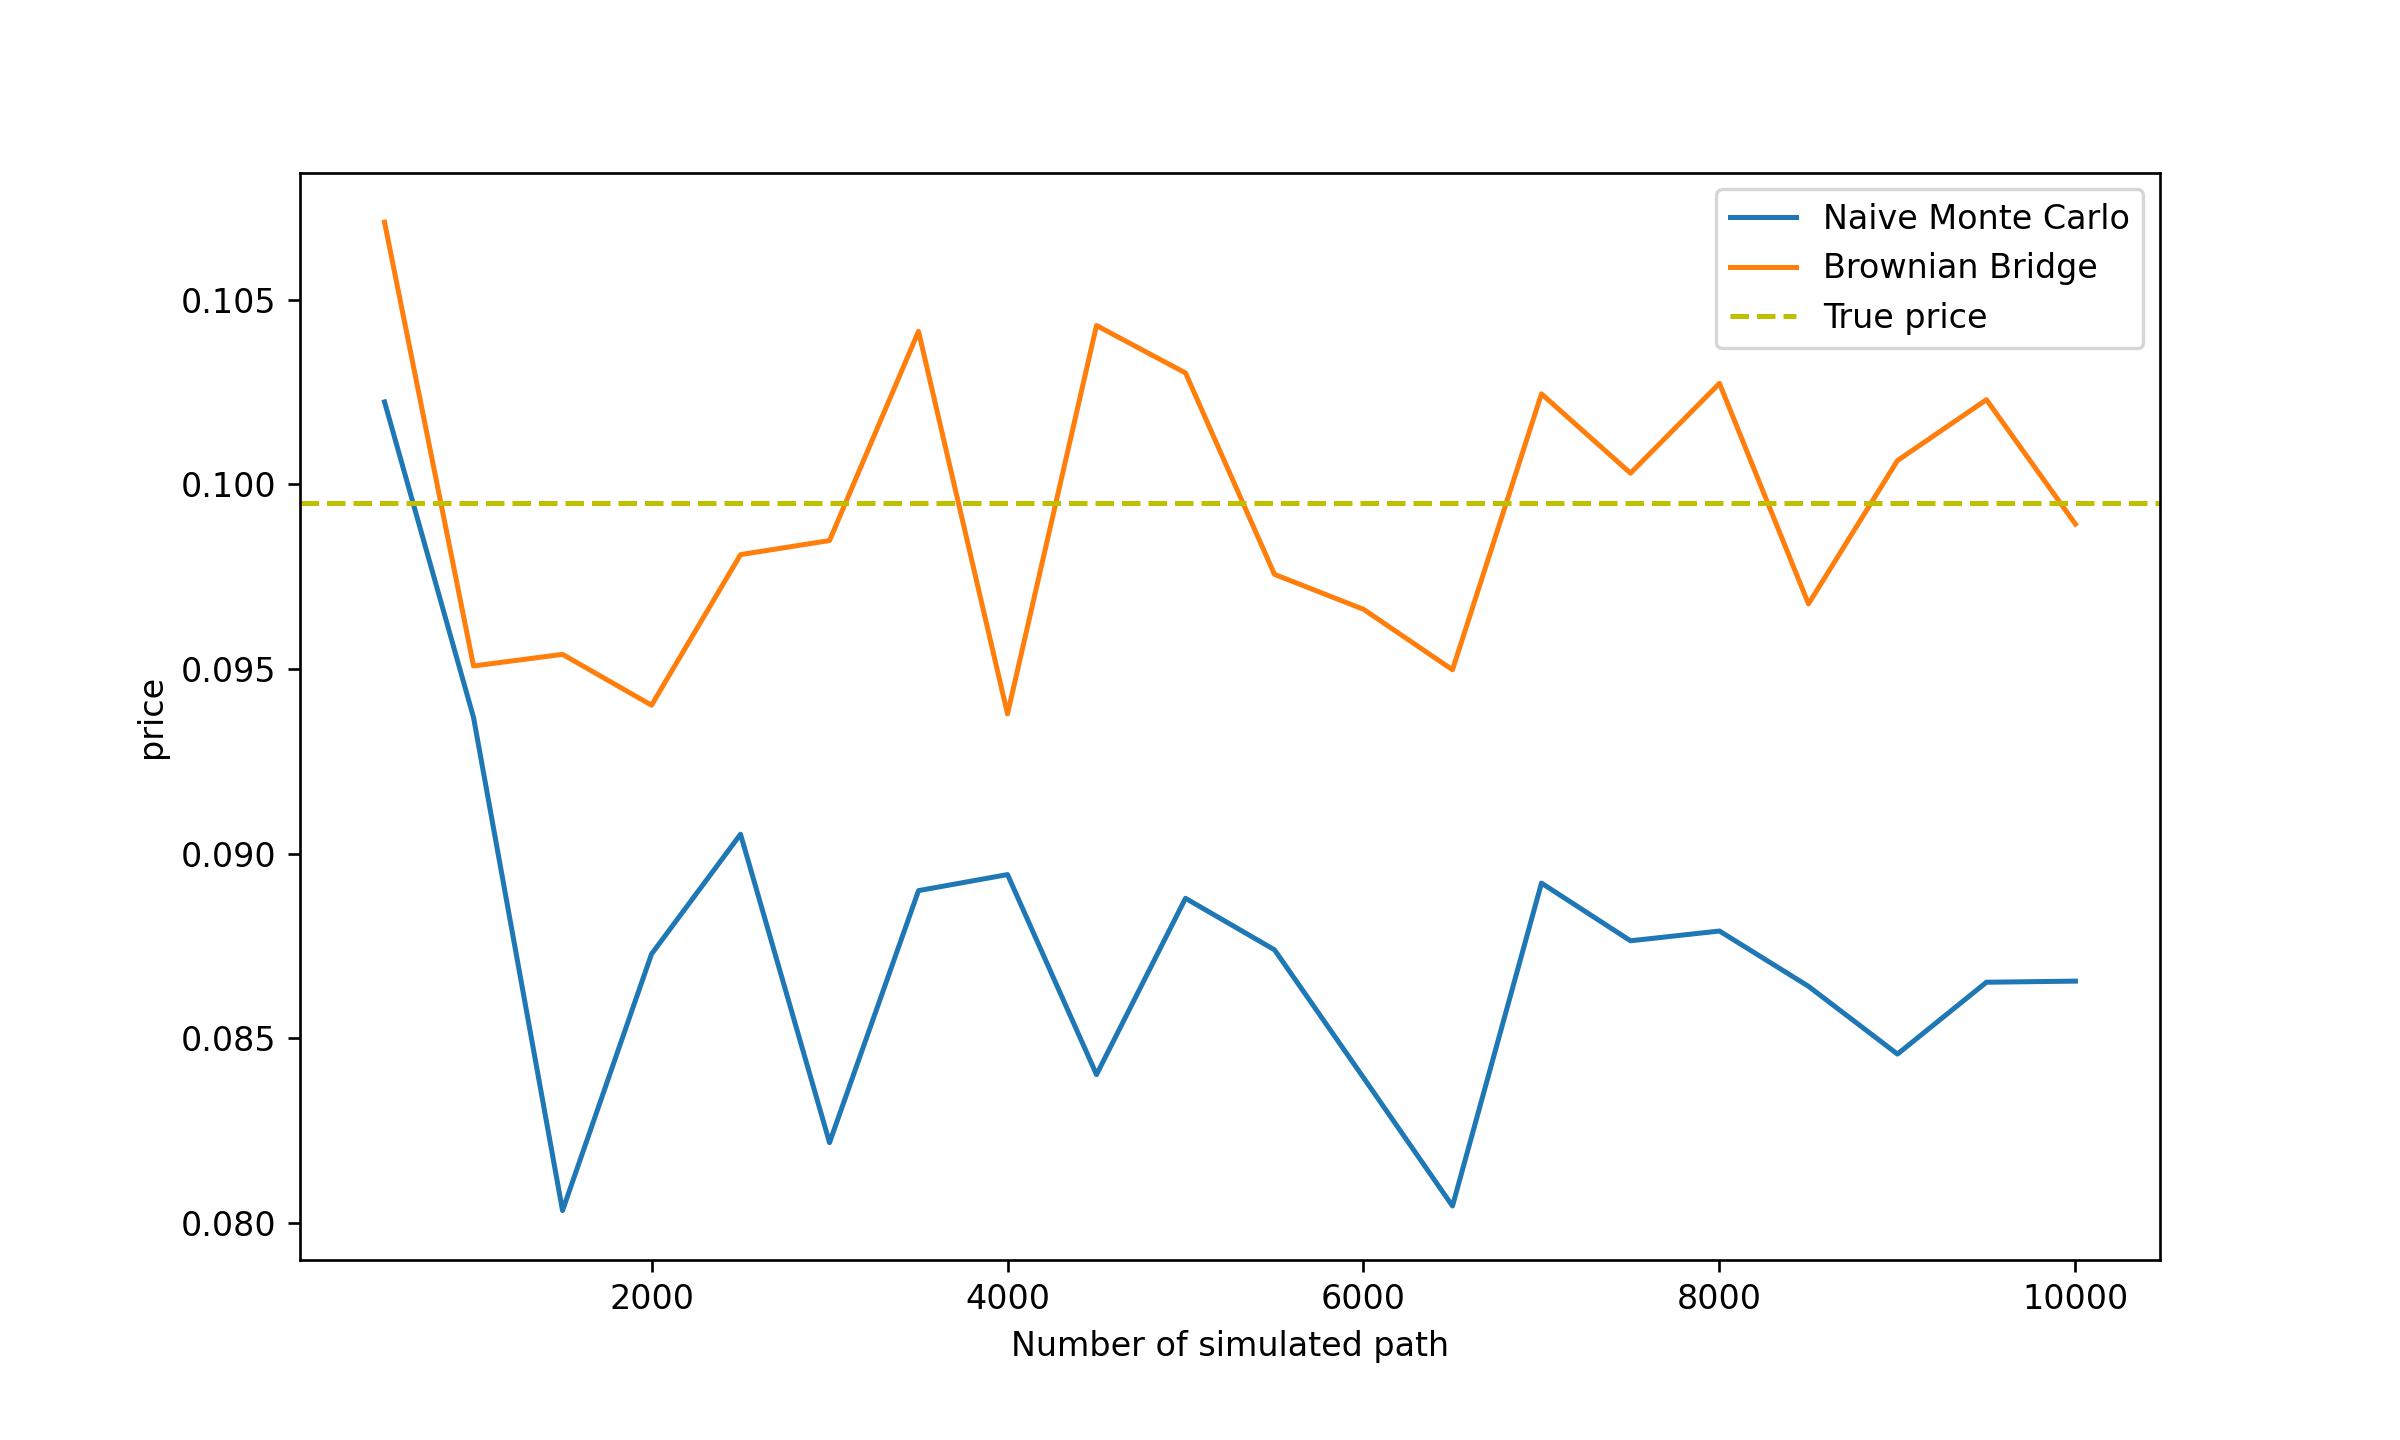 Naive Monte Carlo
Brownian Bridge
True price
0.105
0.100
0.095
0.090
0.085
0.080
price
2000 4000 6000 8000 10000
Number of simulated path